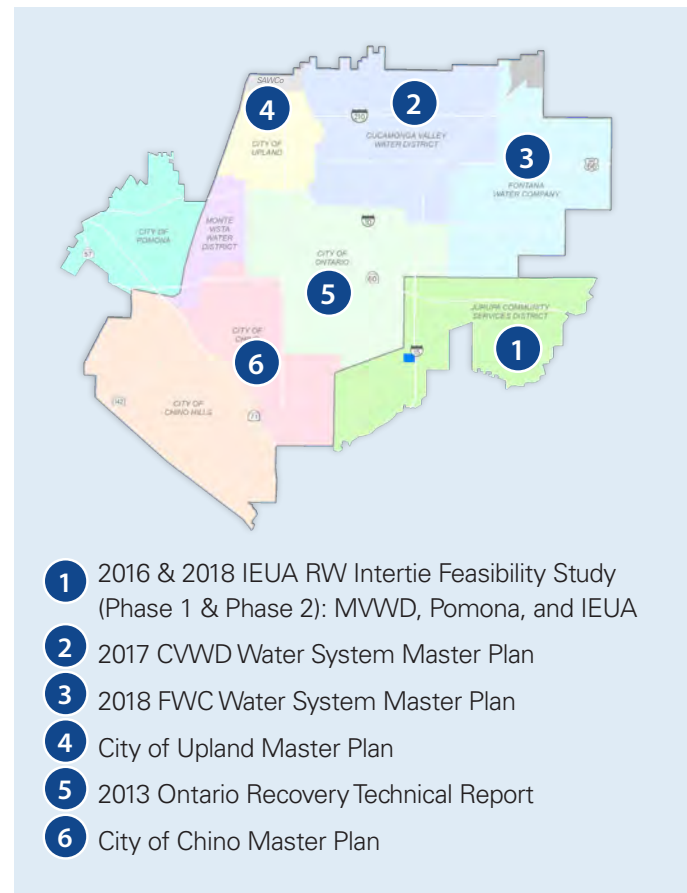 SAWCo
2
4
210
CITY OF
UPLAND
CUCAMONGA VALLEY
WATER DISTRICT
3
66
FONTANA
WATER COMPANY
CITY OF
POMONA
MONTE
VISTA
WATER
DISTRICT
10
57
CITY OF
ONTARIO
60
5
JURUPA COMMUNITY
SERVICES DISTRICT
1
CITY OF
6
15
142
CITY OF
CHINO HILLS
71
1 2016 & 2018 IEUA RW Intertie Feasibility Study
(Phase 1 & Phase 2): MVWD, Pomona, and IEUA
2 2017 CVWD Water System Master Plan
3 2018 FWC Water System Master Plan
4 City of Upland Master Plan
5 2013 Ontario Recovery Technical Report
6 City of Chino Master Plan